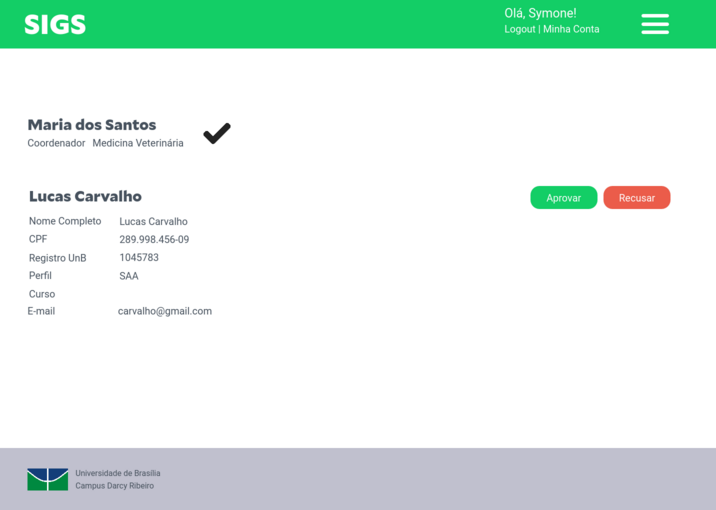 SIGS
Olá, Symone!
Logout | Minha Conta
Maria dos Santos
Coordenador Medicina Veterinária
Lucas Carvalho
Aprovar
Recusar
Nome Completo Lucas Carvalho
CPF 289.998.456-09
Registro UnB 1045783
Perfil SAA
Curso
E-mail carvalho@gmail.com
Universidade de Brasília
Campus Darcy Ribeiro